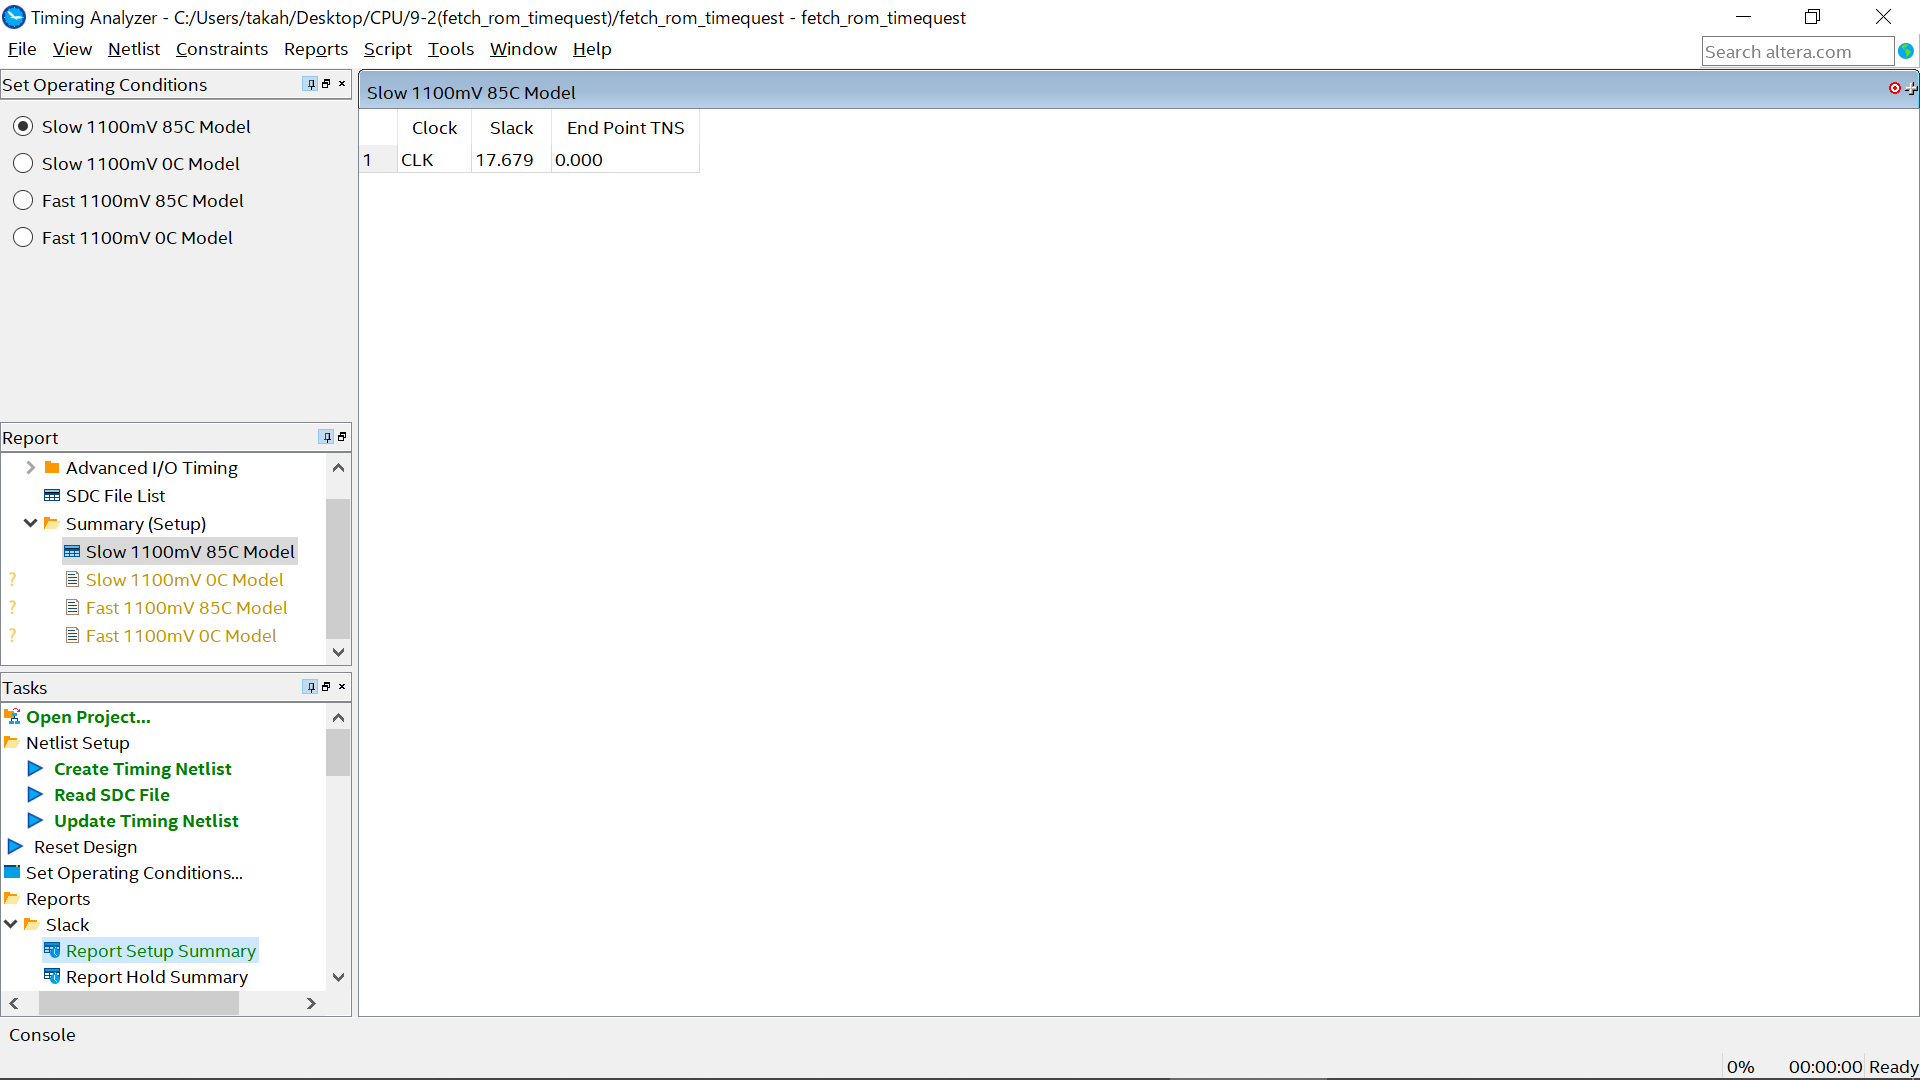 Timing Analyzer - C:/Users/takah/Desktop/CPU/9-2(fetch_rom_timequest)/fetch_rom_timequest - fetch_rom_timequest
File View Netlist Constraints Reports Script Tools Window Help
Search altera.com
Set Operating Conditions
Slow 1100mV 85C Model
Slow 1100mV 0C Model
Fast 1100mV 85C Model
Fast 1100mV 0C Model
Report
Advanced I/O Timing
SDC File List
Summary (Setup)
Slow 1100mV 85C Model
? Slow 1100mV 0C Model
? Fast 1100mV 85C Model
? Fast 1100mV 0C Model
Tasks
Open Project...
Netlist Setup
Create Timing Netlist
Read SDC File
Update Timing Netlist
Reset Design
Set Operating Conditions...
Reports
Slack
Report Setup Summary
Report Hold Summary
Slow 1100mV 85C Model
Clock Slack End Point TNS
1 CLK 17.679 0.000
Console
0% 00:00:00 Ready